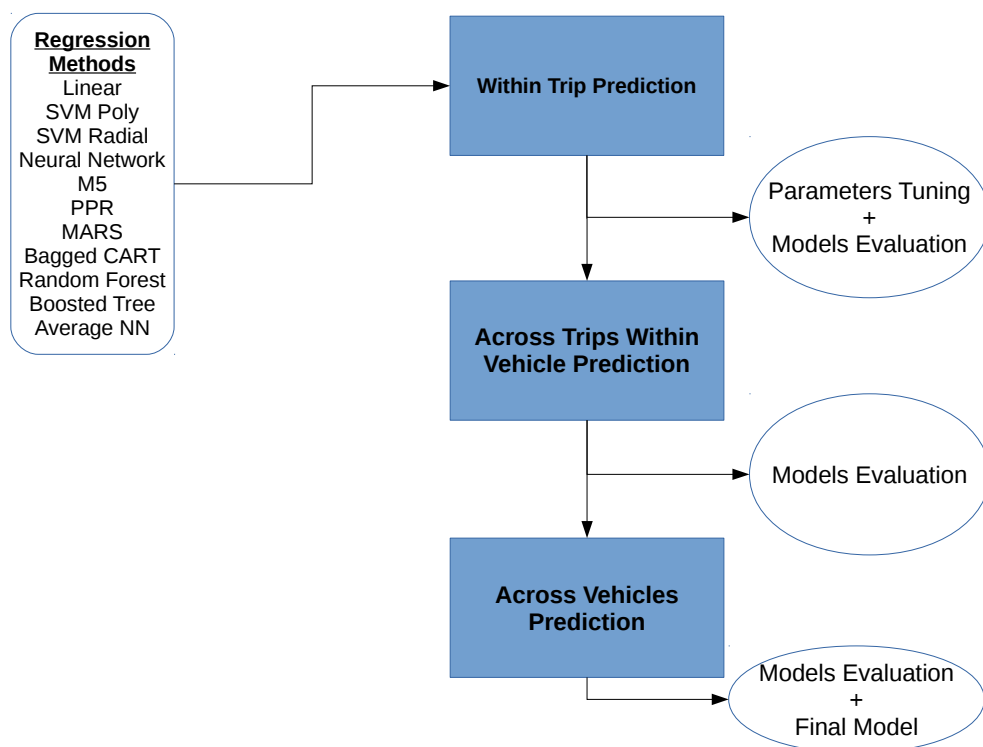 Regression
Methods
Linear
SVM Poly
SVM Radial
Neural Network
M5
PPR
MARS
Bagged CART
Random Forest
Boosted Tree
Average NN
Within Trip Prediction
Parameters Tuning
+
Models Evaluation
Across Trips Within
Vehicle Prediction
Models Evaluation
Across Vehicles
Prediction
Models Evaluation
+
Final Model